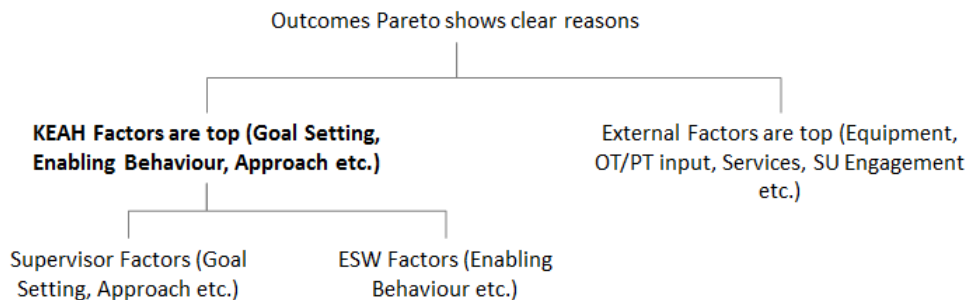 Outcomes Pareto shows clear reasons
KEAH Factors are top (Goal Setting,
Enabling Behaviour, Approach etc.)
External Factors are top (Equipment,
OT/PT input, Services, SU Engagement
etc.)
Supervisor Factors (Goal
Setting, Approach etc.)
ESW Factors (Enabling
Behaviour etc.)